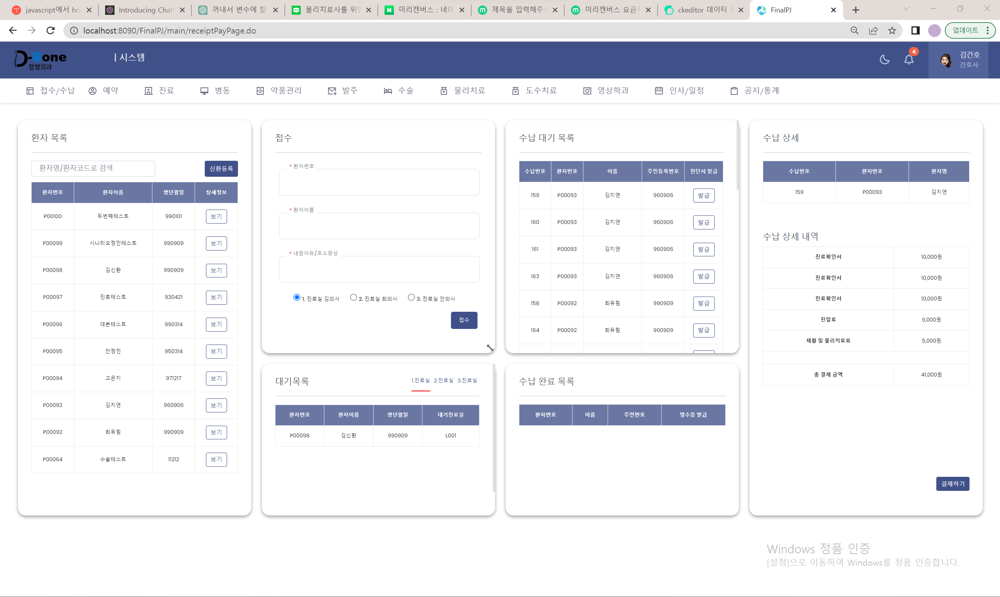 javascript에서 ho
Introducing Chat
꺼내서 변수에 할
물리치료사를 위한
미리캔버스 : 네이
제목을 입력해주
미리캔버스 요금
ckeditor 데이터
FinalPJ
localhost:8090/FinalPJ/main/receiptPayPage.do
업데이트
D-Bone
정형외과
| 시스템
4
김간호
간호사
접수/수납 예약 진료 병동 약품관리 발주 수술 물리치료 도수치료 영상학과 인사/일정 공지/통계
환자 목록
환자명/환자코드로 검색
신환등록
환자번호 환자이름 생년월일 상세정보
P00100 두번째테스트 990101 보기
P00099 시나리오정민테스트 990909 보기
P00098 김신환 990909 보기
P00097 진료테스트 930421 보기
P00096 대본테스트 990314 보기
P00095 안정민 950314 보기
P00094 고은지 971217 보기
P00093 김지연 960906 보기
P00092 최유림 990909 보기
P00064 수술테스트 11212 보기
접수
* 환자번호
* 환자이름
* 내원이유/호소증상
1. 진료실 김의사 2. 진료실 최의사 3. 진료실 안의사
접수
대기목록
1.진료실 2.진료실 3.진료실
환자번호 환자이름 생년월일 대기진료실
P00098 김신환 990909 L001
수납 대기 목록
수납번호 환자번호 이름 주민등록번호 진단서 발급
159 P00093 김지연 960906 발급
160 P00093 김지연 960906 발급
161 P00093 김지연 960906 발급
163 P00093 김지연 960906 발급
158 P00092 최유림 990909 발급
164 P00092 최유림 990909 발급
수납 완료 목록
환자번호 이름 주민번호 영수증 발급
수납 상세
수납번호 환자번호 환자명
159 P00093 김지연
수납 상세 내역
진료확인서 10,000원
진료확인서 10,000원
진료확인서 10,000원
진찰료 6,000원
재활 및 물리치료료 5,000원
총 결제 금액 41,000원
결제하기
Windows 정품 인증
[설정]으로 이동하여 Windows를 정품 인증합니다.